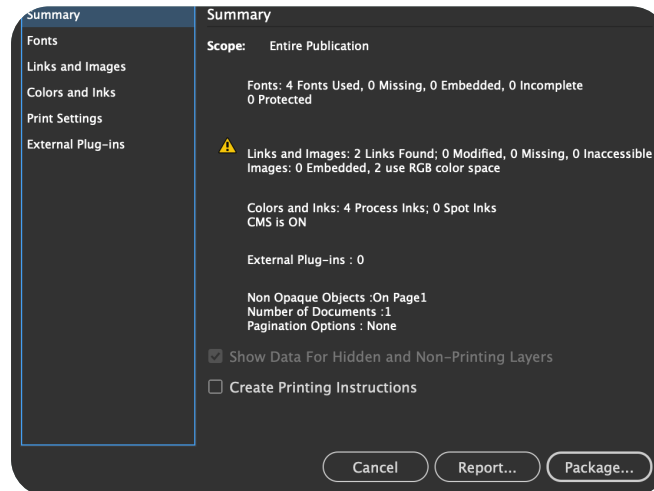 Summary
Fonts
Links and Images
Colors and Inks
Print Settings
External Plug-ins
Summary
Scope: Entire Publication
Fonts: 4 Fonts Used, 0 Missing, 0 Embedded, 0 Incomplete
0 Protected
Links and Images: 2 Links Found; 0 Modified, 0 Missing, 0 Inaccessible
Images: 0 Embedded, 2 use RGB color space
Colors and Inks: 4 Process Inks; 0 Spot Inks
CMS is ON
External Plug-ins : 0
Non Opaque Objects :On Page1
Number of Documents :1
Pagination Options : None
Show Data For Hidden and Non-Printing Layers
Create Printing Instructions
Cancel
Report...
Package...